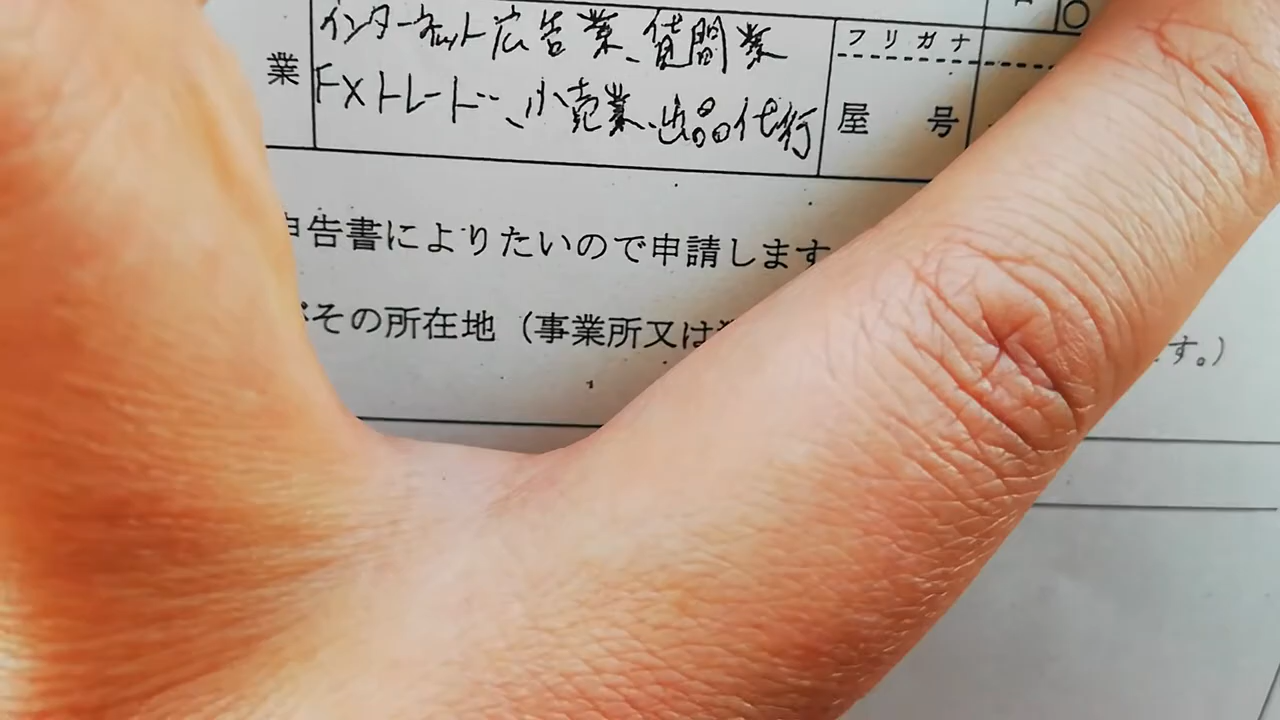 インターネット広告業、質問業
フリガナ
業
FXトレード、小売業、出品代行
屋号
申告書によりたいので申請します
がその所在地（事業所又は
す。）